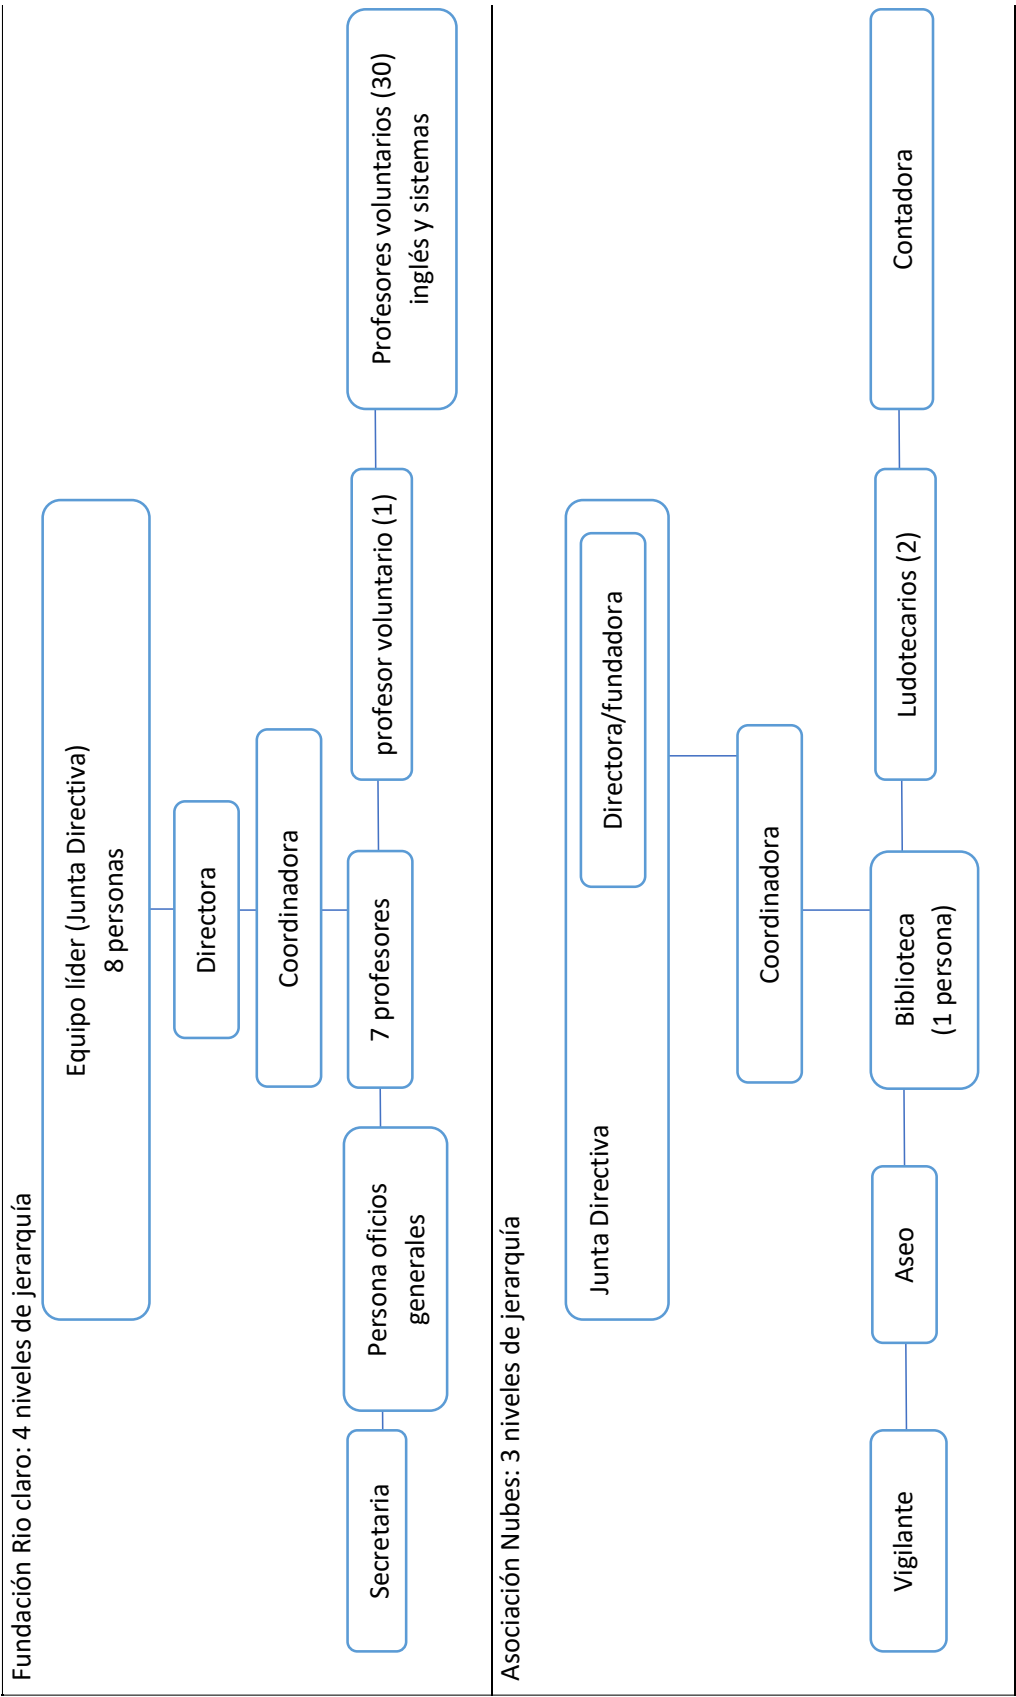 Fundación Rio claro: 4 niveles de jerarquía
Equipo líder (Junta Directiva)
8 personas
Directora
Coordinadora
Secretaria
Persona oficios
generales
7 profesores
profesor voluntario (1)
Profesores voluntarios (30)
inglés y sistemas
Asociación Nubes: 3 niveles de jerarquía
Junta Directiva
Directora/fundadora
Coordinadora
Vigilante
Aseo
Biblioteca
(1 persona)
Ludotecarios (2)
Contadora